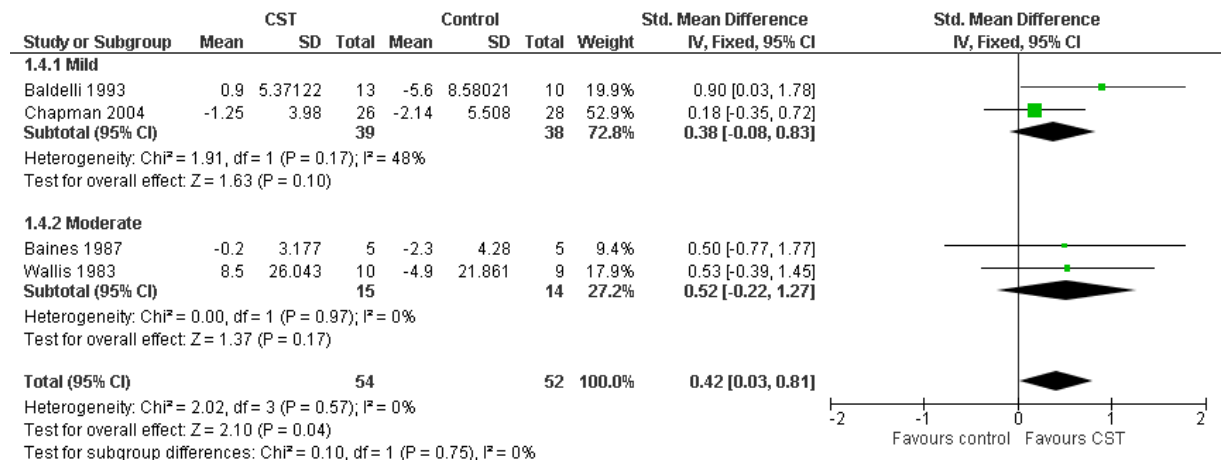 CST Control Std. Mean Difference Std. Mean Difference
Study or Subgroup Mean SD Total Mean SD Total Weight IV, Fixed, 95% CI IV, Fixed, 95% CI
1.4.1 Mild
Baldelli 1993 0.9 5.37122 13 -5.6 8.58021 10 19.9% 0.90 [0.03, 1.78]
Chapman 2004 -1.25 3.98 26 -2.14 5.508 28 52.9% 0.18 [-0.35, 0.72]
Subtotal (95% CI) 39 38 72.8% 0.38 [-0.08, 0.83]
Heterogeneity: Chi² = 1.91, df = 1 (P = 0.17); I² = 48%
Test for overall effect: Z = 1.63 (P = 0.10)
1.4.2 Moderate
Baines 1987 -0.2 3.177 5 -2.3 4.28 5 9.4% 0.50 [-0.77, 1.77]
Wallis 1983 8.5 26.043 10 -4.9 21.861 9 17.9% 0.53 [-0.39, 1.45]
Subtotal (95% CI) 15 14 27.2% 0.52 [-0.22, 1.27]
Heterogeneity: Chi² = 0.00, df = 1 (P = 0.97); I² = 0%
Test for overall effect: Z = 1.37 (P = 0.17)
Total (95% CI) 54 52 100.0% 0.42 [0.03, 0.81]
Heterogeneity: Chi² = 2.02, df = 3 (P = 0.57); I² = 0%
Test for overall effect: Z = 2.10 (P = 0.04)
Test for subgroup differences: Chi² = 0.10, df = 1 (P = 0.75), I² = 0%
-2 -1 0 1 2
Favours control Favours CST